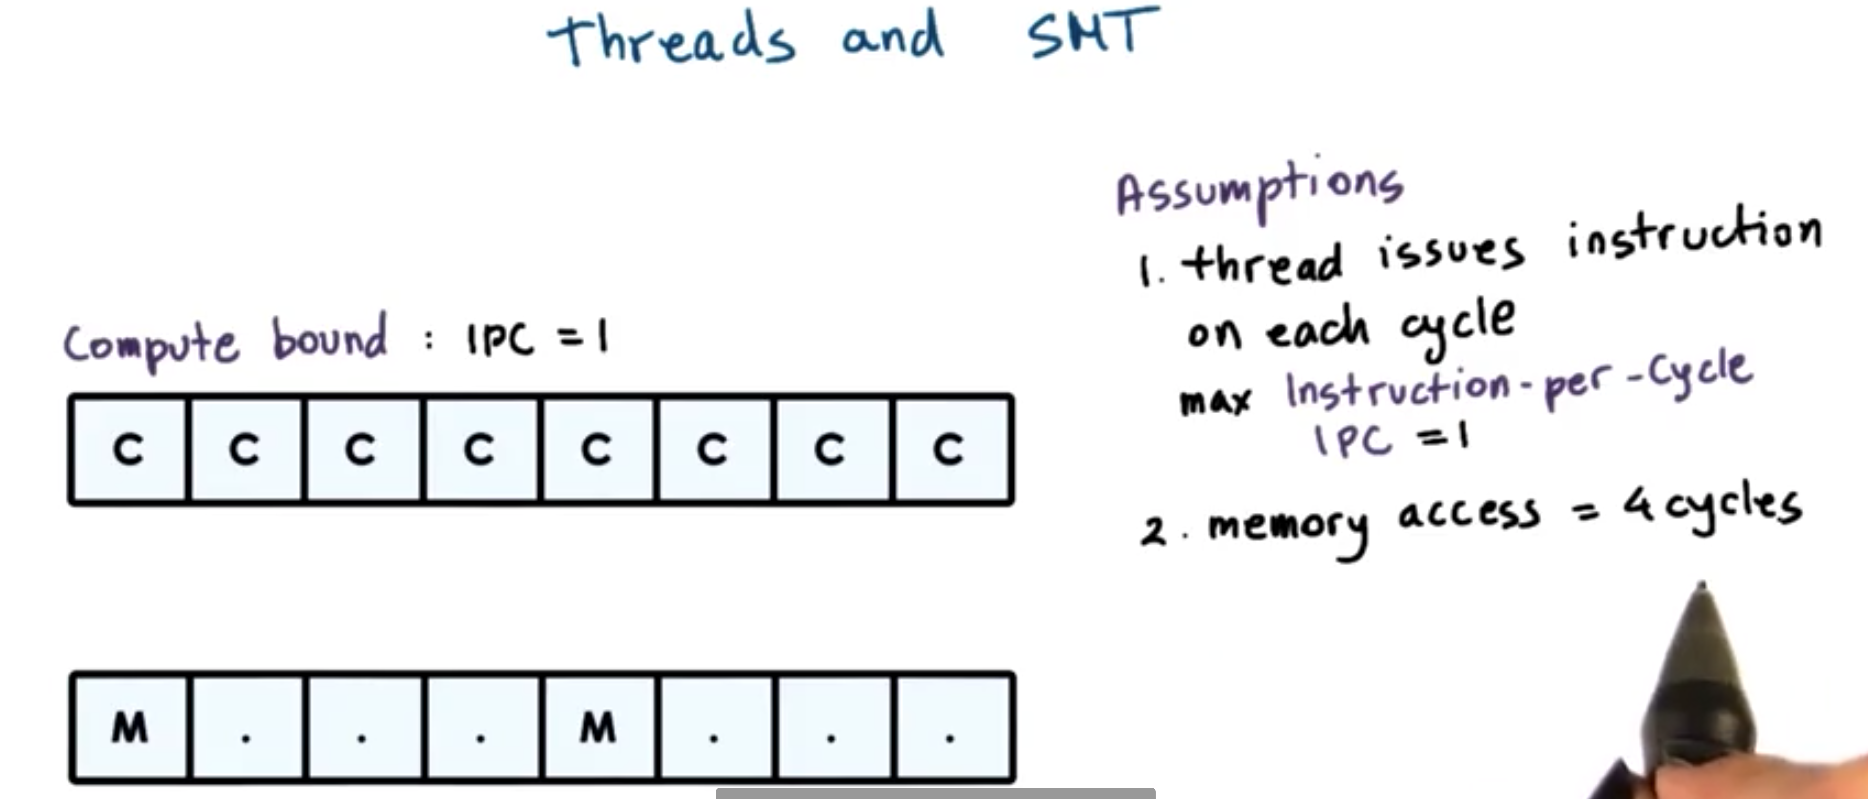 Threads and SMT
Assumptions
1. thread issues instruction
on each cycle
max Instruction-per-Cycle
IPC = 1
2. memory access = 4 cycles
Compute bound : IPC = 1
C C C C C C C C
M . . . M . . .